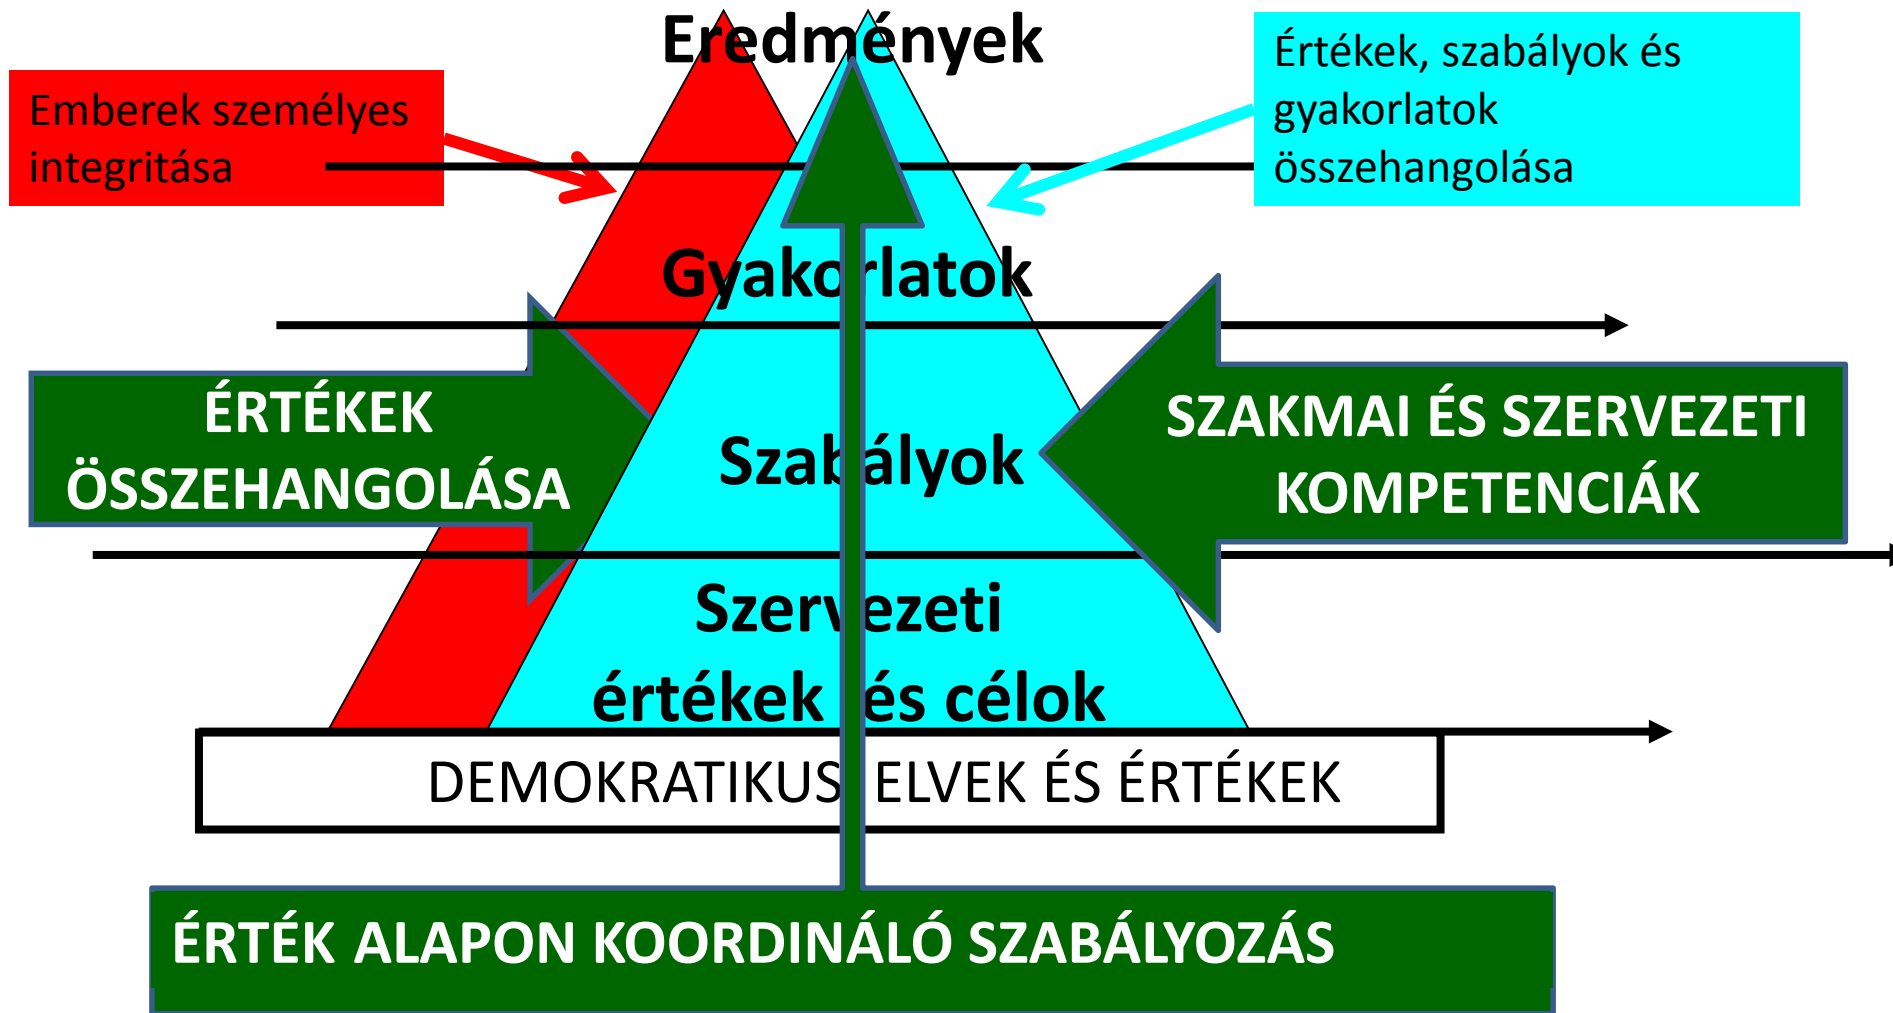 Eredmények
Értékek, szabályok és
gyakorlatok
összehangolása
Emberek személyes
integritása
Gyakorlatok
ÉRTÉKEK
ÖSSZEHANGOLÁSA
Szabályok
SZAKMAI ÉS SZERVEZETI
KOMPETENCIÁK
Szervezeti
értékek és célok
DEMOKRATIKUS ELVEK ÉS ÉRTÉKEK
ÉRTÉK ALAPON KOORDINÁLÓ SZABÁLYOZÁS